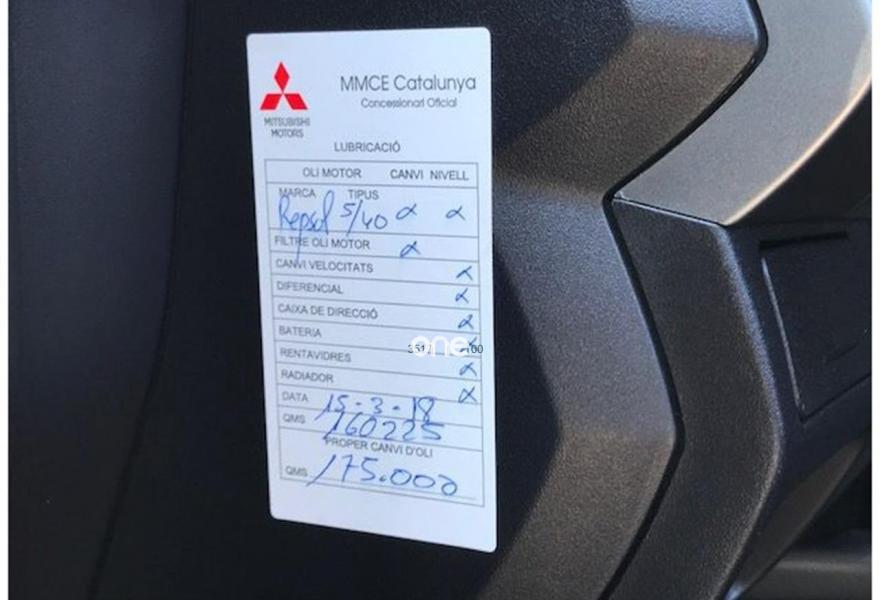 MMCE Catalunya
Concessionari Oficial
MITSUBISHI
MOTORS
LUBRICACIÓ
OLI MOTOR CANVI NIVELL
MARCA TIPUS
Repsol 5/40
FILTRE OLI MOTOR
CANVI VELOCITATS
DIFERENCIAL
CAIXA DE DIRECCIÓ
BATERIA
one
RENTAVIDRES
RADIADOR
DATA 15-3-18
QMS 160225
PROPER CANVI D'OLI
QMS 175.000